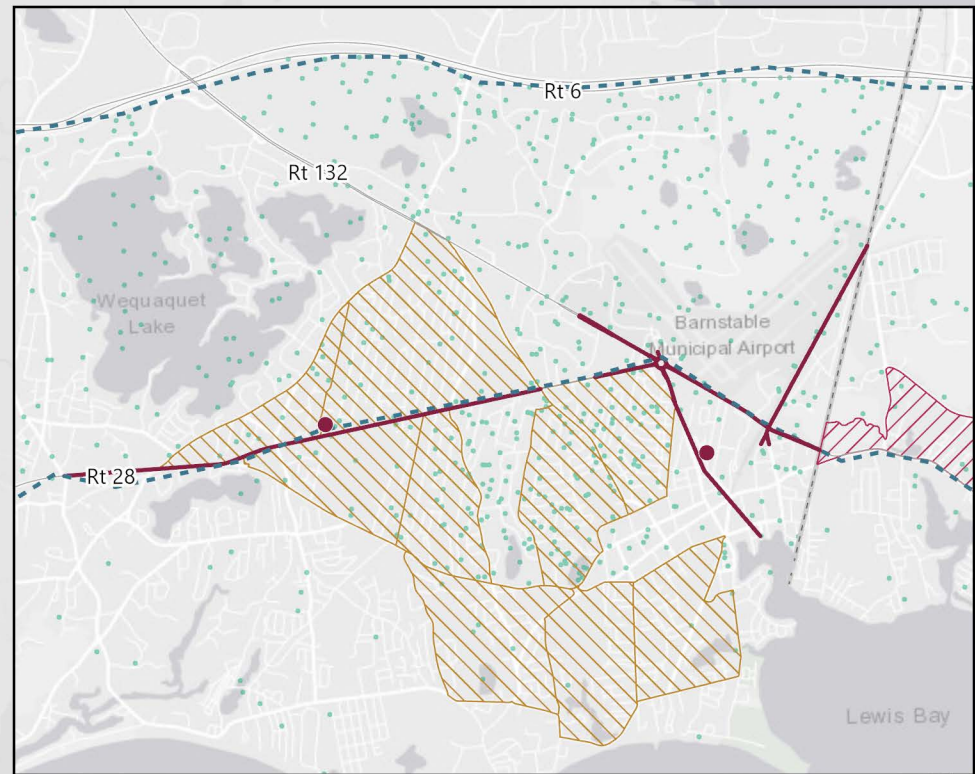 Rt 6
Rt 132
Wequaquet
Lake
Barnstable
Municipal Airport
Rt 28
Lewis Bay